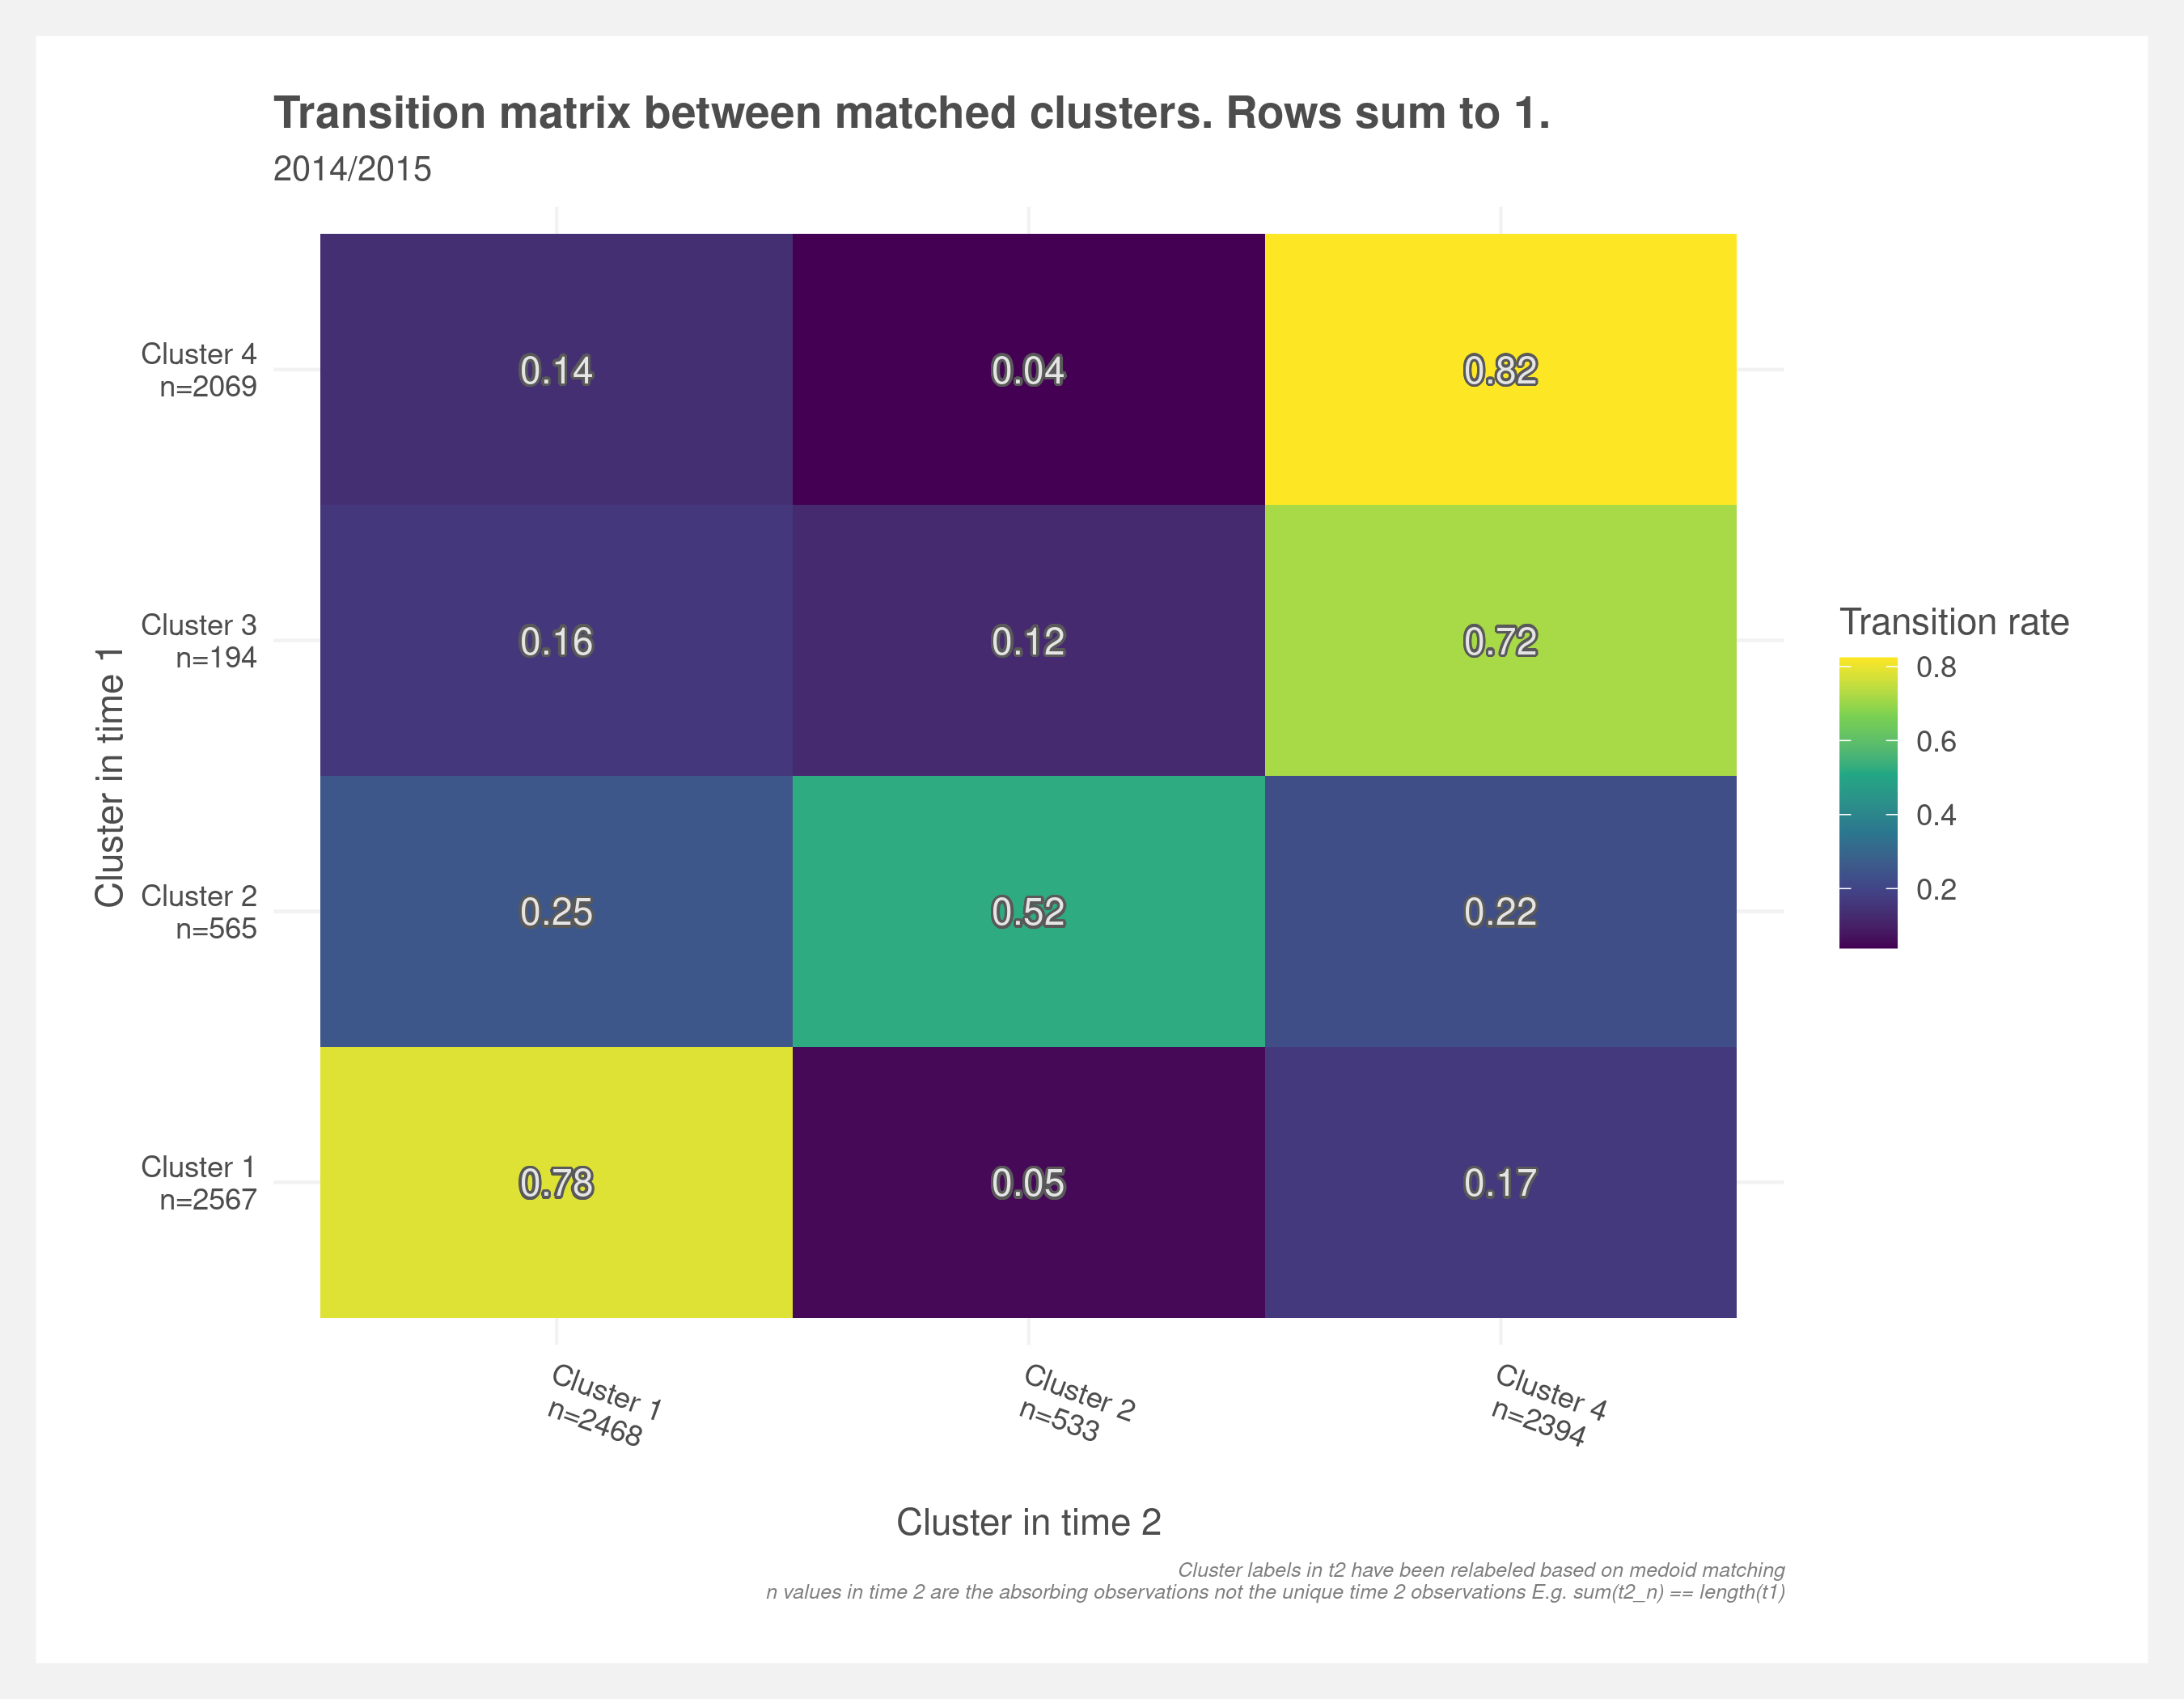 Transition matrix between matched clusters. Rows sum to 1.
2014/2015
Cluster in time 1
Cluster 4
n=2069
0.14
0.04
0.82
Cluster 3
n=194
0.16
0.12
0.72
Cluster 2
n=565
0.25
0.52
0.22
Cluster 1
n=2567
0.78
0.05
0.17
Transition rate
0.8
0.6
0.4
0.2
Cluster 1
n=2468
Cluster 2
n=533
Cluster 4
n=2394
Cluster in time 2
Cluster labels in t2 have been relabeled based on medoid matching
n values in time 2 are the absorbing observations not the unique time 2 observations E.g. sum(t2_n) == length(t1)